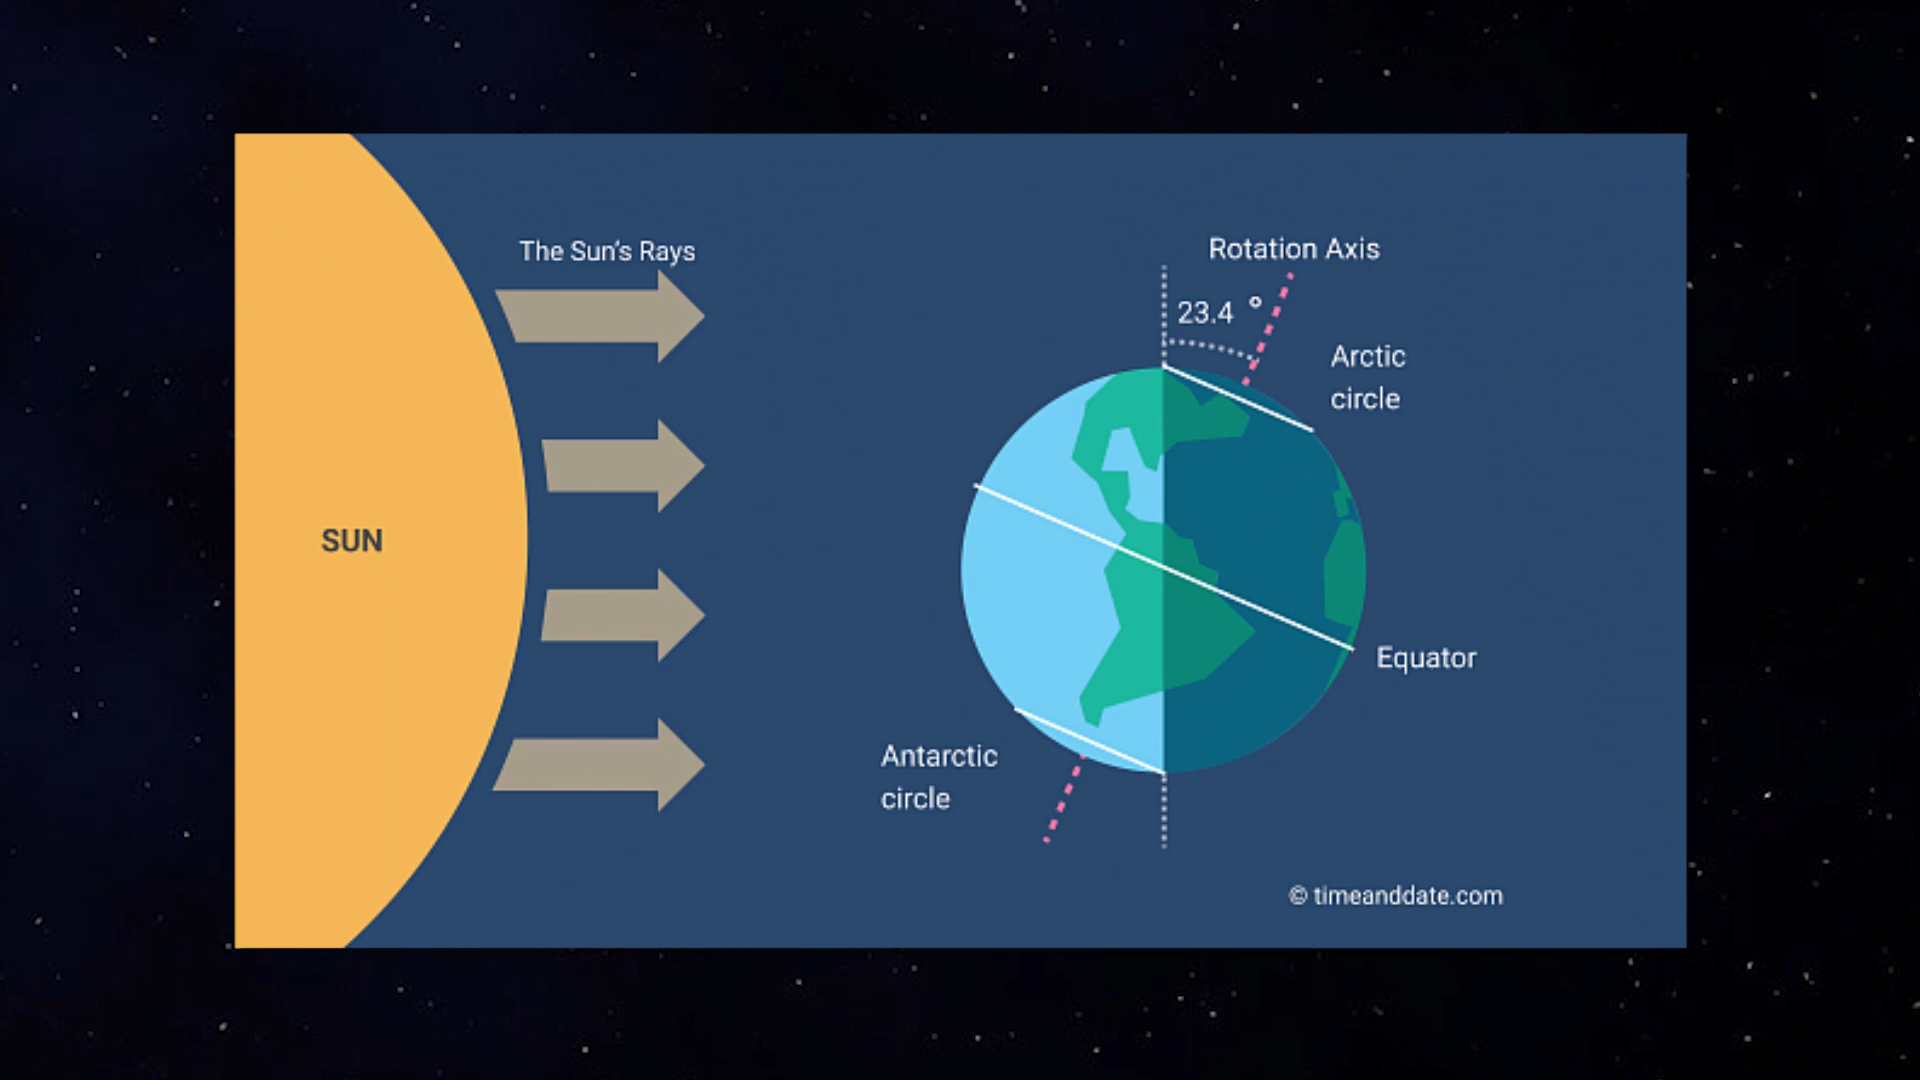 The Sun's Rays
Rotation Axis
23.4 °
Arctic
circle
SUN
Equator
Antarctic
circle
© timeanddate.com